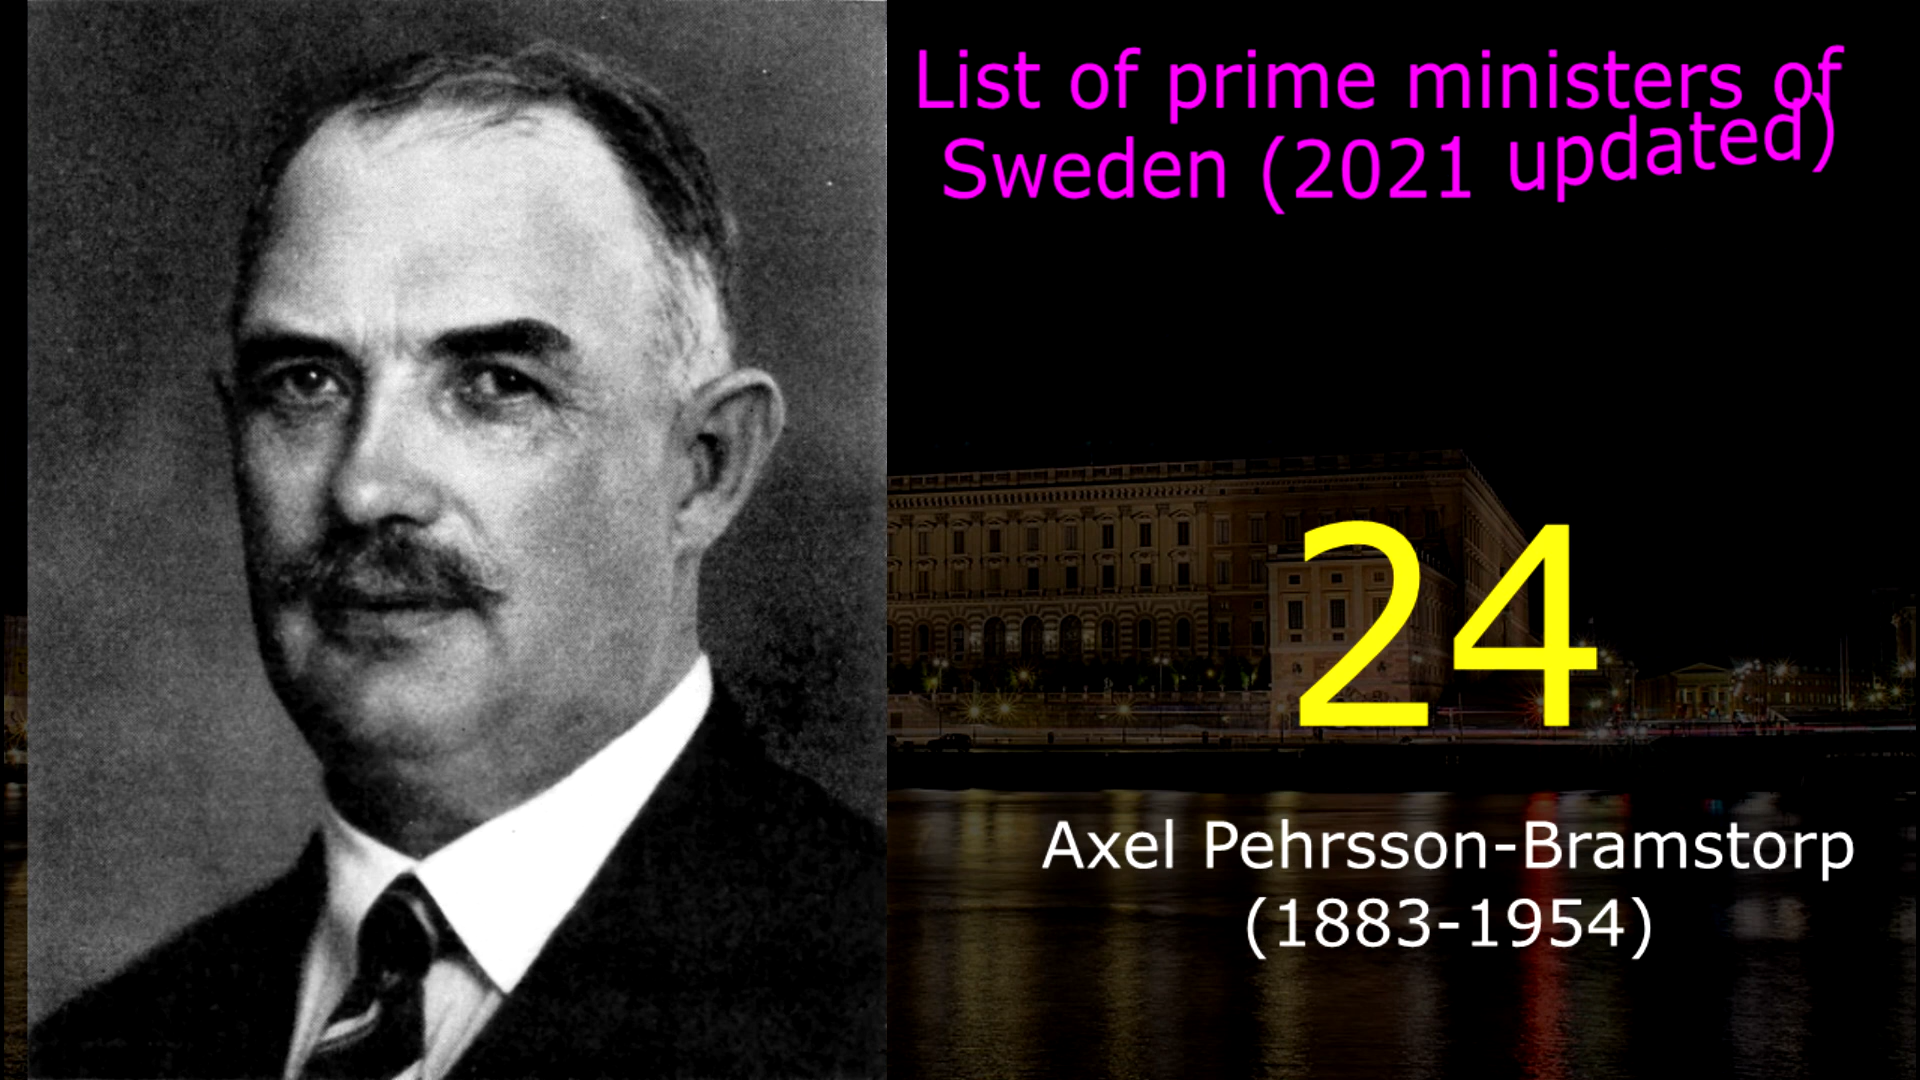 List of prime ministers of
Sweden (2021 updated)
24
Axel Pehrsson-Bramstorp
(1883-1954)